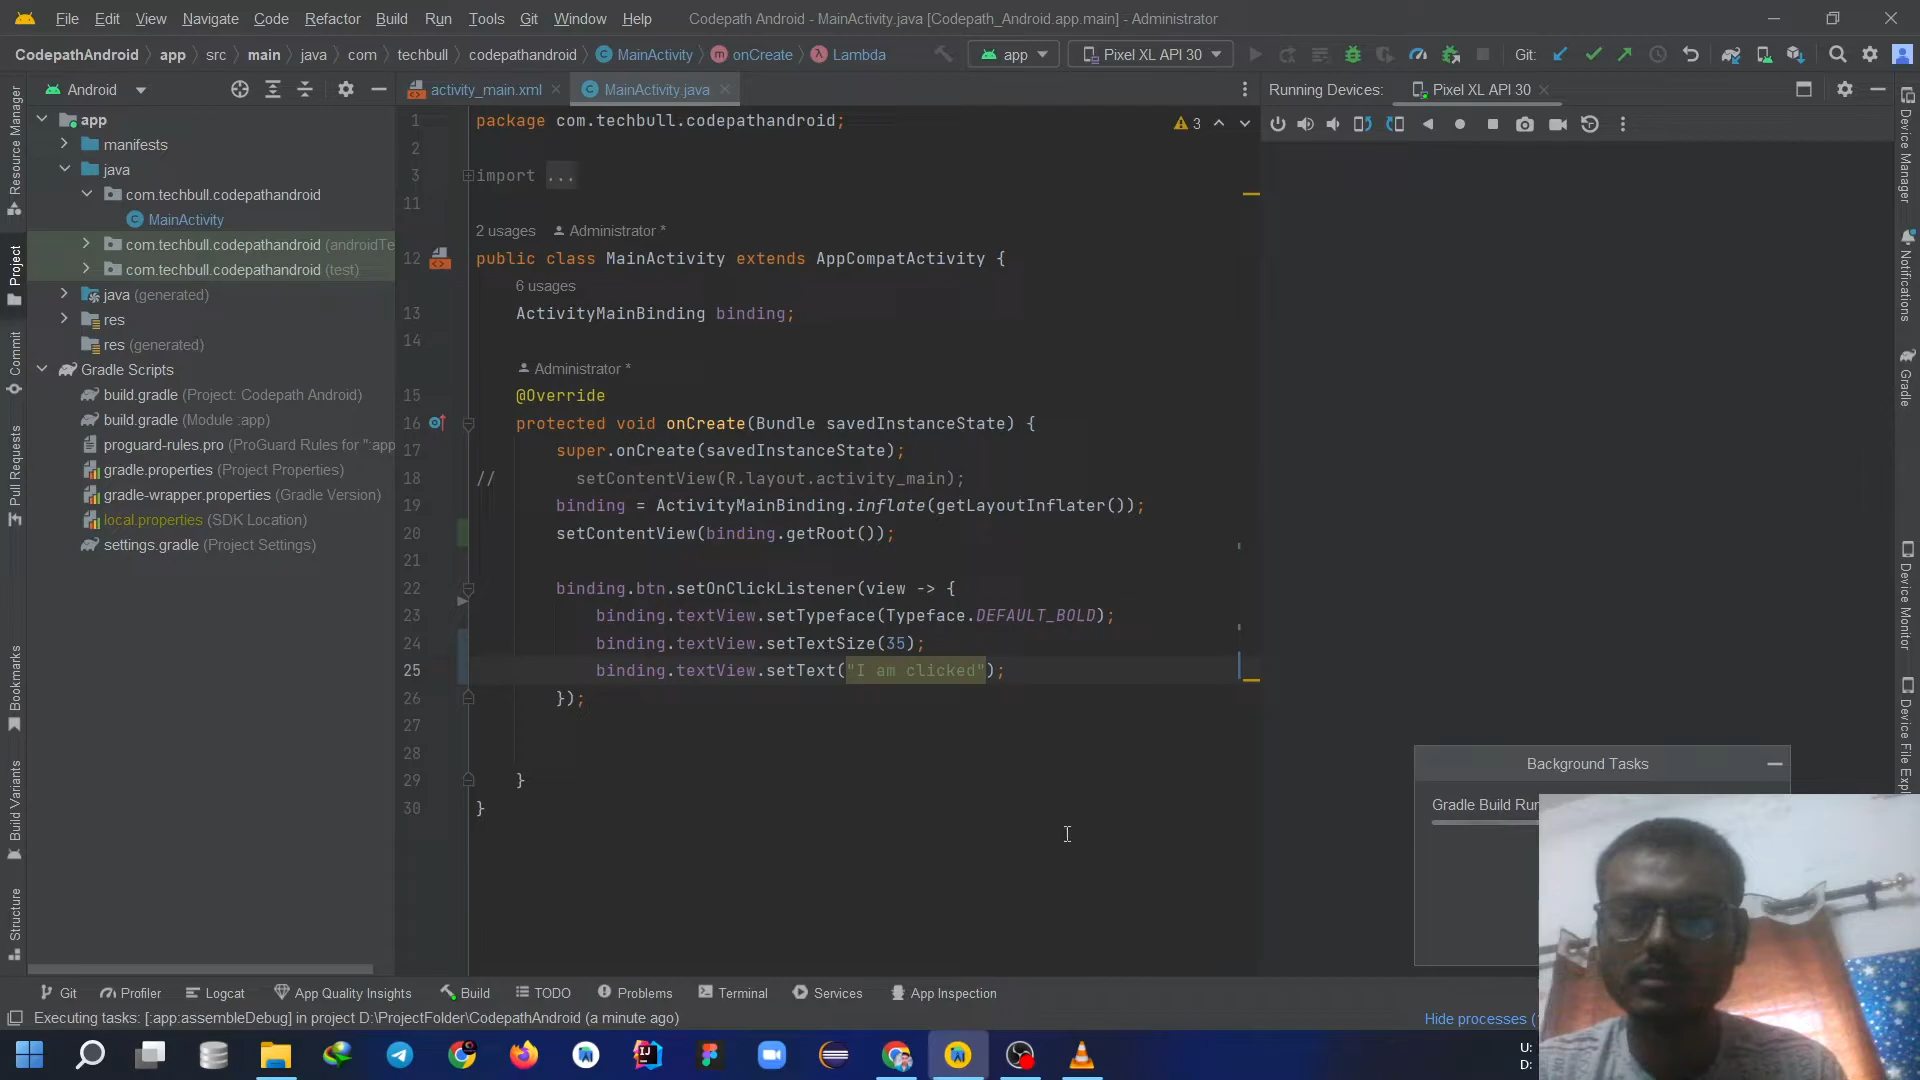 File Edit View Navigate Code Refactor Build Run Tools Git Window Help Codepath Android - MainActivity.java [Codepath_Android.app.main] - Administrator
CodepathAndroid app src main java com techbull codepathandroid MainActivity onCreate Lambda app Pixel XL API 30 Git:
Android activity_main.xml MainActivity.java Running Devices: Pixel XL API 30
Resource Manager
Project
Commit
Pull Requests
Bookmarks
Build Variants
Structure
app
manifests
java
com.techbull.codepathandroid
MainActivity
com.techbull.codepathandroid (androidTe
com.techbull.codepathandroid (test)
java (generated)
res
res (generated)
Gradle Scripts
build.gradle (Project: Codepath Android)
build.gradle (Module :app)
proguard-rules.pro (ProGuard Rules for ":app
gradle.properties (Project Properties)
gradle-wrapper.properties (Gradle Version)
local.properties (SDK Location)
settings.gradle (Project Settings)
1 package com.techbull.codepathandroid; 3
2
3 import ...
11
2 usages Administrator *
12 public class MainActivity extends AppCompatActivity {
6 usages
13 ActivityMainBinding binding;
14
Administrator *
15 @Override
16 protected void onCreate(Bundle savedInstanceState) {
17 super.onCreate(savedInstanceState);
18 // setContentView(R.layout.activity_main);
19 binding = ActivityMainBinding.inflate(getLayoutInflater());
20 setContentView(binding.getRoot());
21
22 binding.btn.setOnClickListener(view -> {
23 binding.textView.setTypeface(Typeface.DEFAULT_BOLD);
24 binding.textView.setTextSize(35);
25 binding.textView.setText("I am clicked");
26 });
27
28
29 }
30 }
Device Manager
Notifications
Gradle
Device Monitor
Device File Expl
Background Tasks
Gradle Build Run
Git Profiler Logcat App Quality Insights Build TODO Problems Terminal Services App Inspection
Executing tasks: [:app:assembleDebug] in project D:\ProjectFolder\CodepathAndroid (a minute ago) Hide processes (
U:
D: